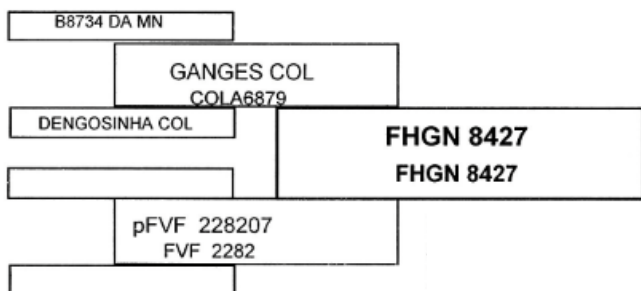 B8734 DA MN
GANGES COL
COLA6879
DENGOSINHA COL
FHGN 8427
FHGN 8427
pFVF 228207
FVF 2282